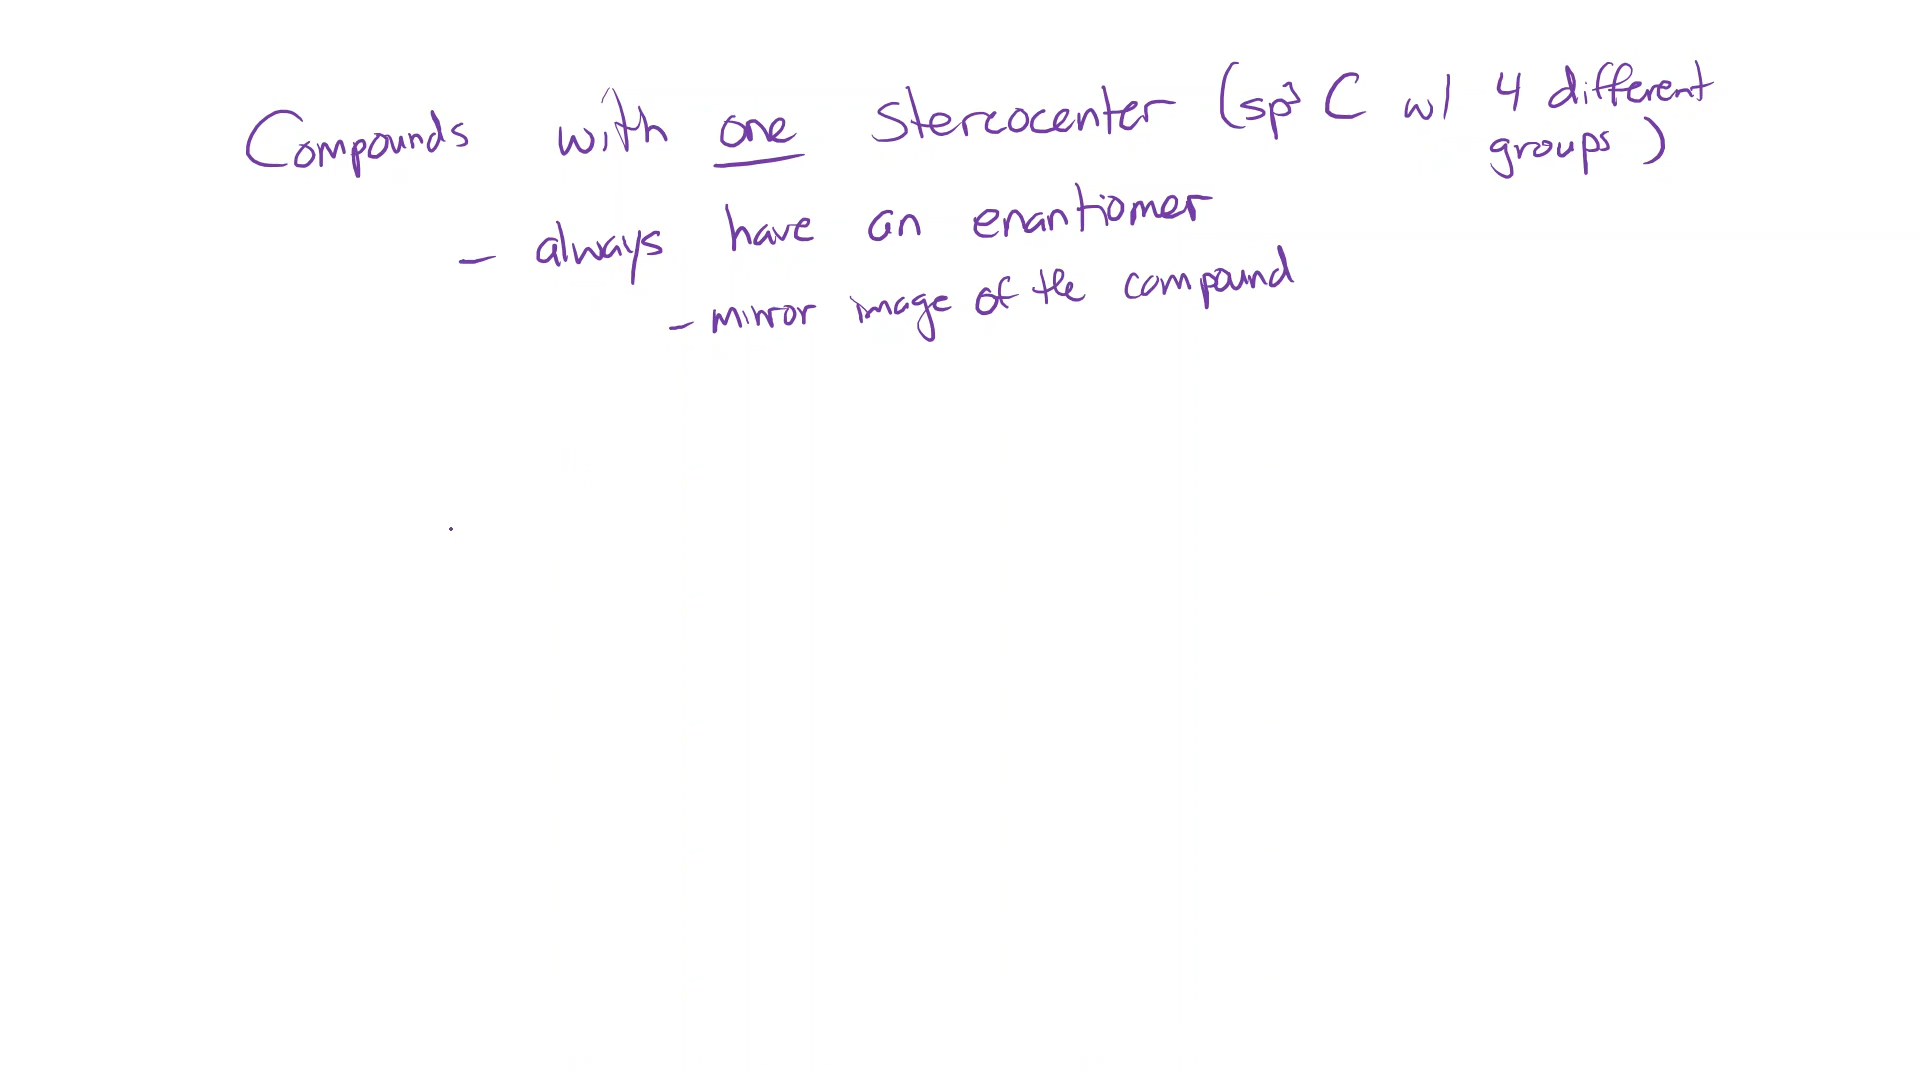 Compounds with one stereocenter (sp³ C w/ 4 different
groups)
- always have an enantiomer
- mirror image of the compound